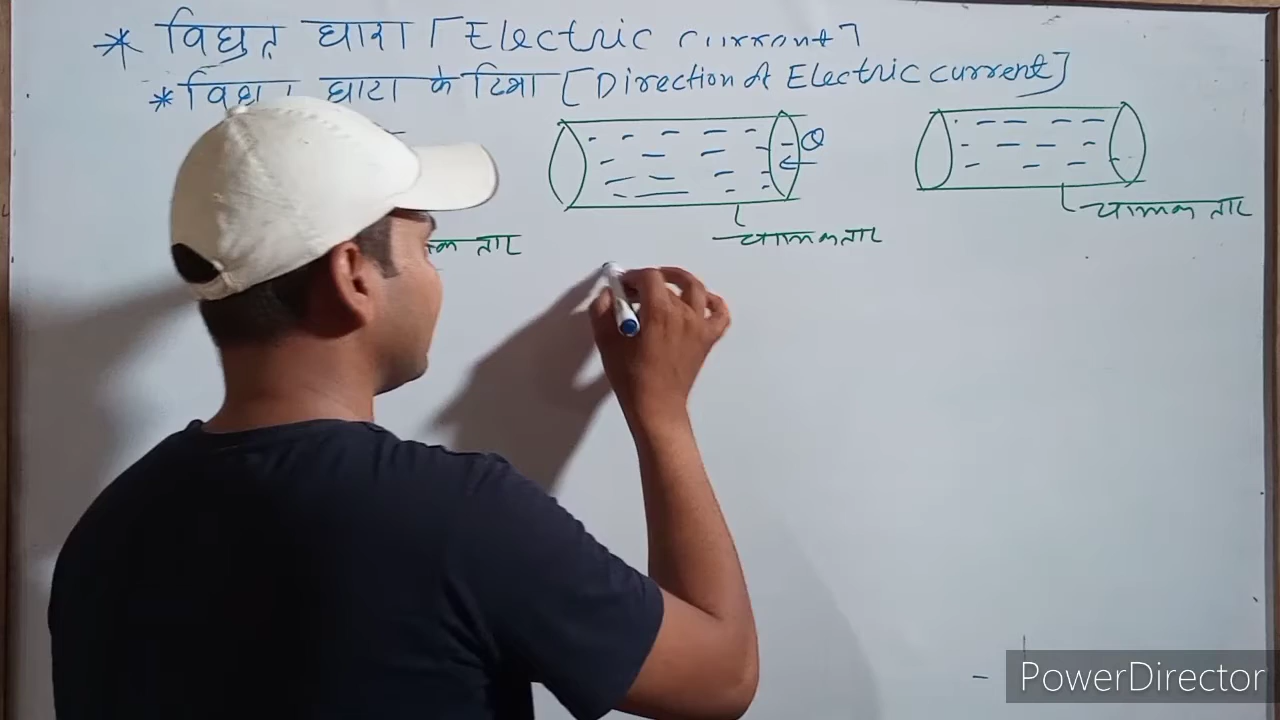 * विधुत् धारा [Electric current]
* विधु धारा के दिशा [Direction of Electric current]
Q
चालक तार
चालक तार
तार
PowerDirector